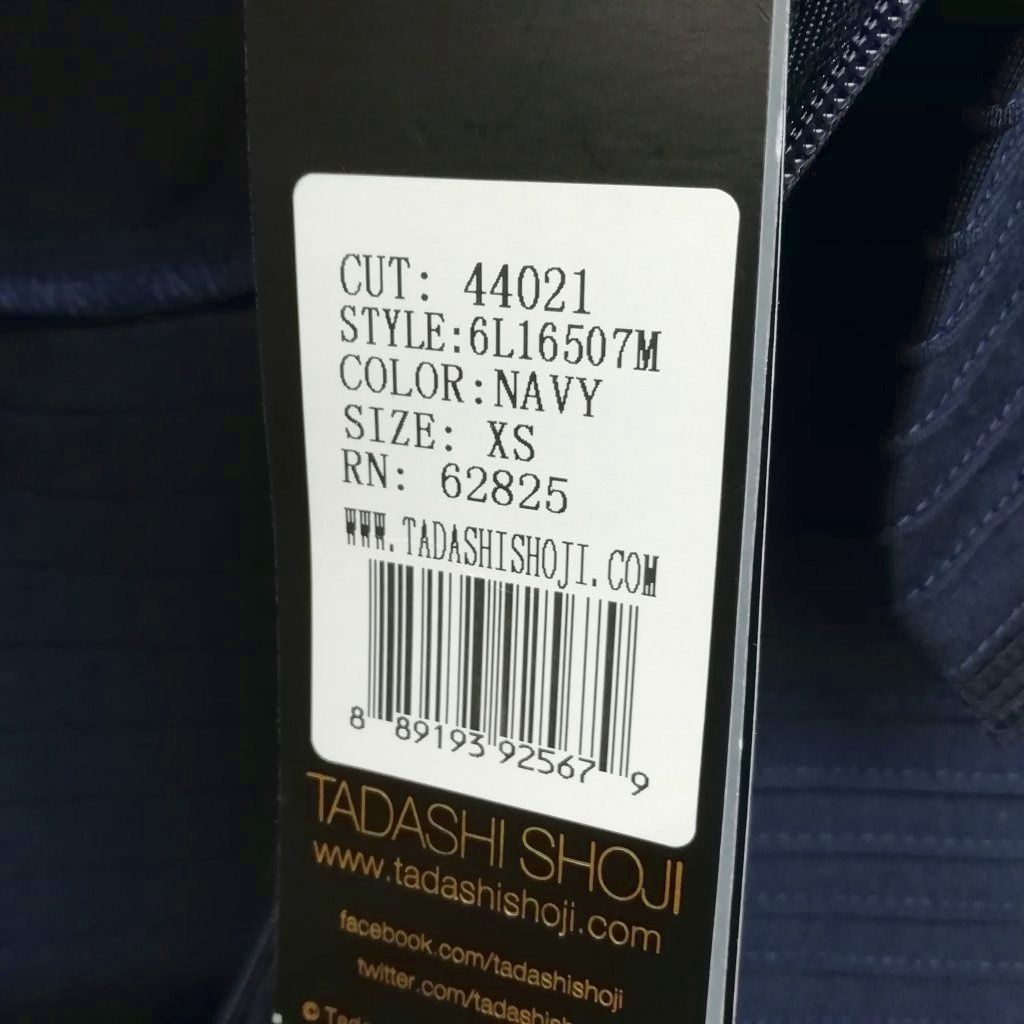 CUT: 44021
STYLE:6L16507M
COLOR:NAVY
SIZE: XS
RN: 62825
WWW.TADASHISHOJI.COM
8 89193 92567 9
TADASHI SHOJI
www.tadashishoji.com
facebook.com/tadashishoji
twitter.com/tadashish
©